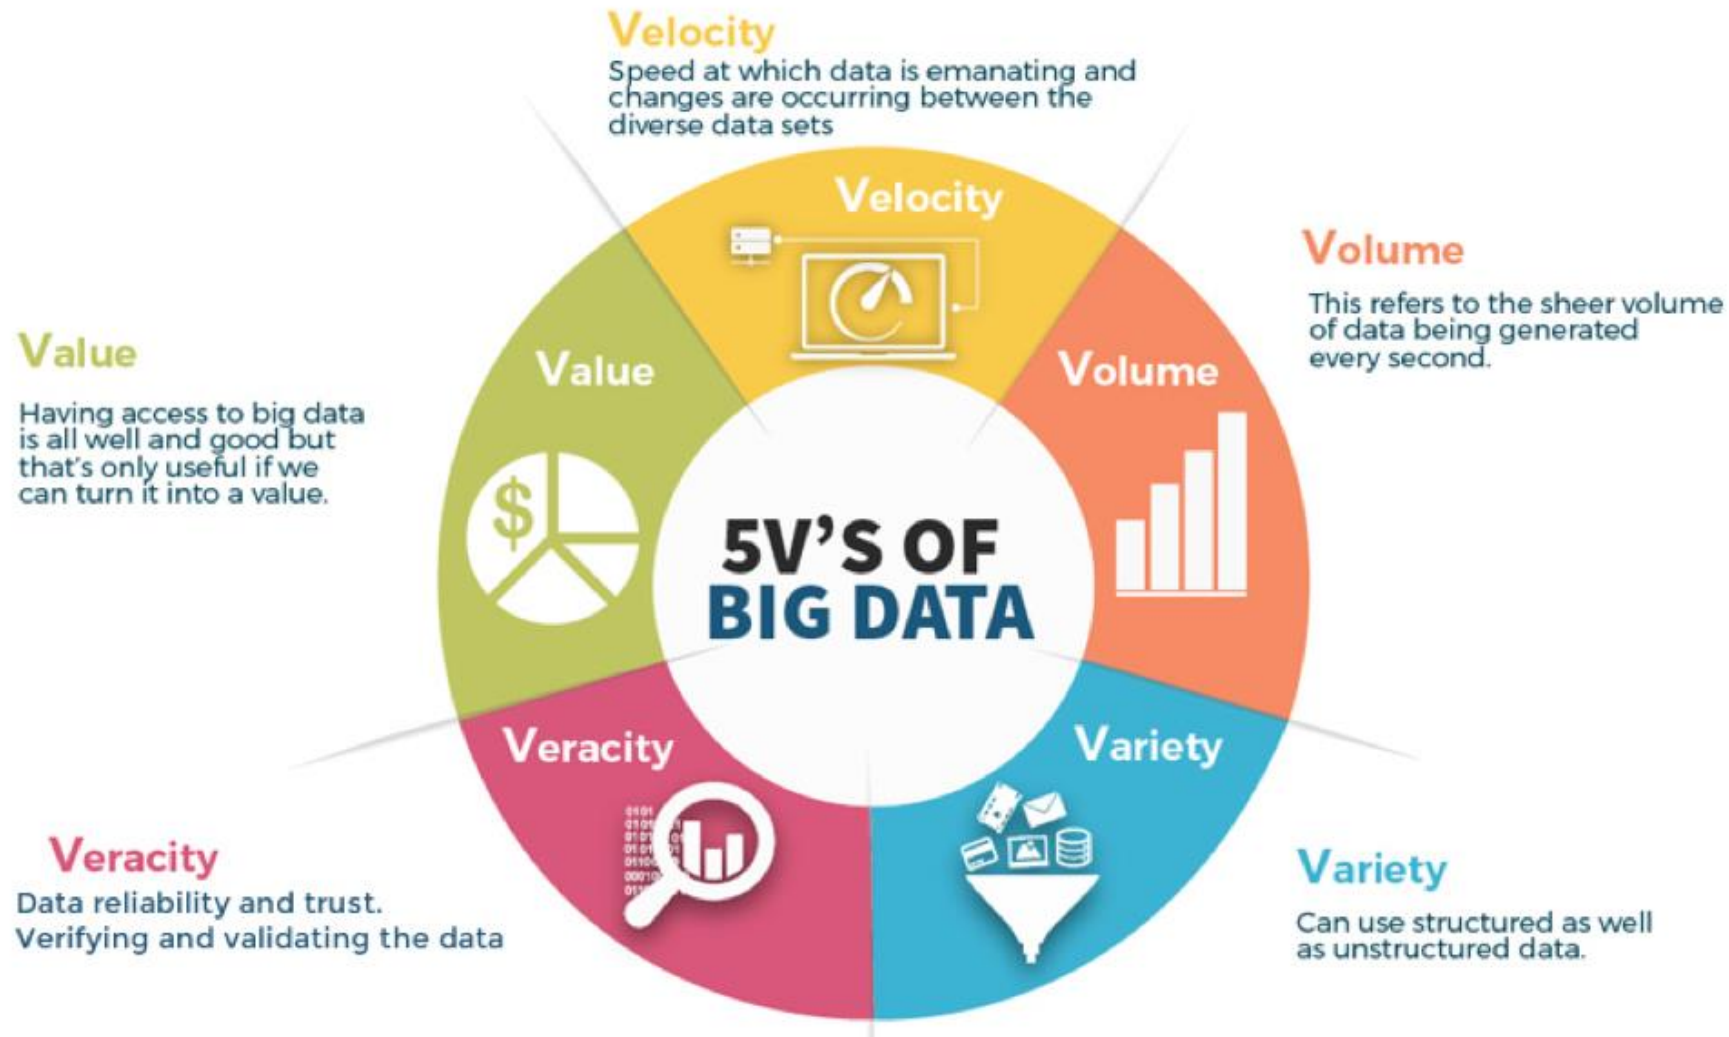 Velocity
Speed at which data is emanating and
changes are occurring between the
diverse data sets
Velocity
Volume
This refers to the sheer volume
of data being generated
every second.
Value
Having access to big data
is all well and good but
that's only useful if we
can turn it into a value.
Value
$
Volume
5V'S OF
BIG DATA
Veracity
Variety
0101
Veracity
Data reliability and trust.
Verifying and validating the data
Variety
Can use structured as well
as unstructured data.